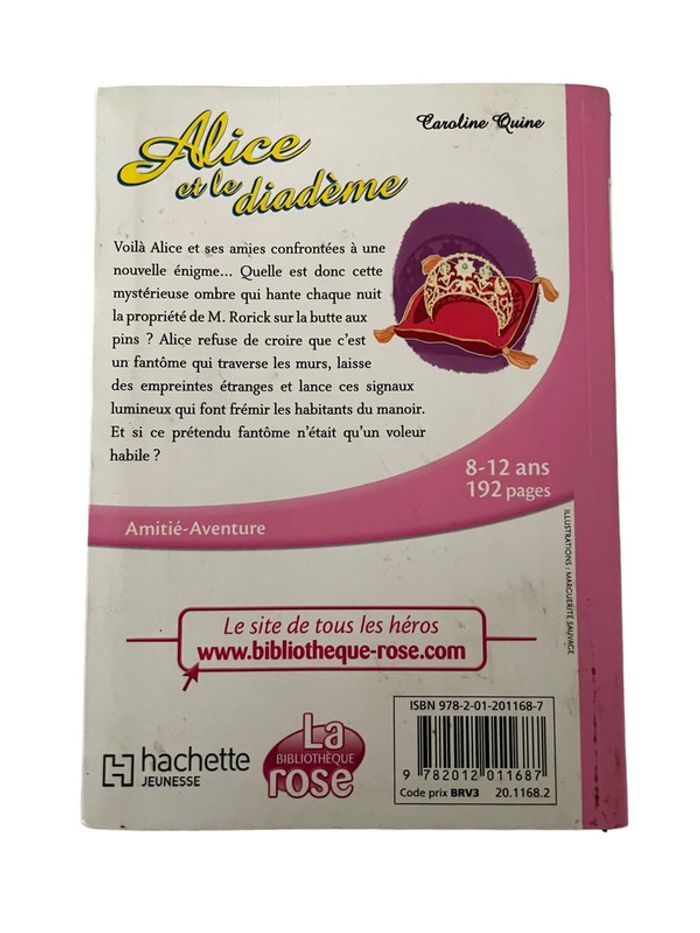 Caroline Quine
Alice
et le diadème
Voilà Alice et ses amies confrontées à une
nouvelle énigme... Quelle est donc cette
mystérieuse ombre qui hante chaque nuit
la propriété de M. Rorick sur la butte aux
pins ? Alice refuse de croire que c'est
un fantôme qui traverse les murs, laisse
des empreintes étranges et lance ces signaux
lumineux qui font frémir les habitants du manoir.
Et si ce prétendu fantôme n'était qu'un voleur
habile ?
8-12 ans
192 pages
Amitié-Aventure
ILLUSTRATIONS : MARGUERITE SAUVAGE
Le site de tous les héros
www.bibliotheque-rose.com
hachette
JEUNESSE
La
BIBLIOTHÈQUE
rose
ISBN 978-2-01-201168-7
9 782012 011687
Code prix BRV3 20.1168.2